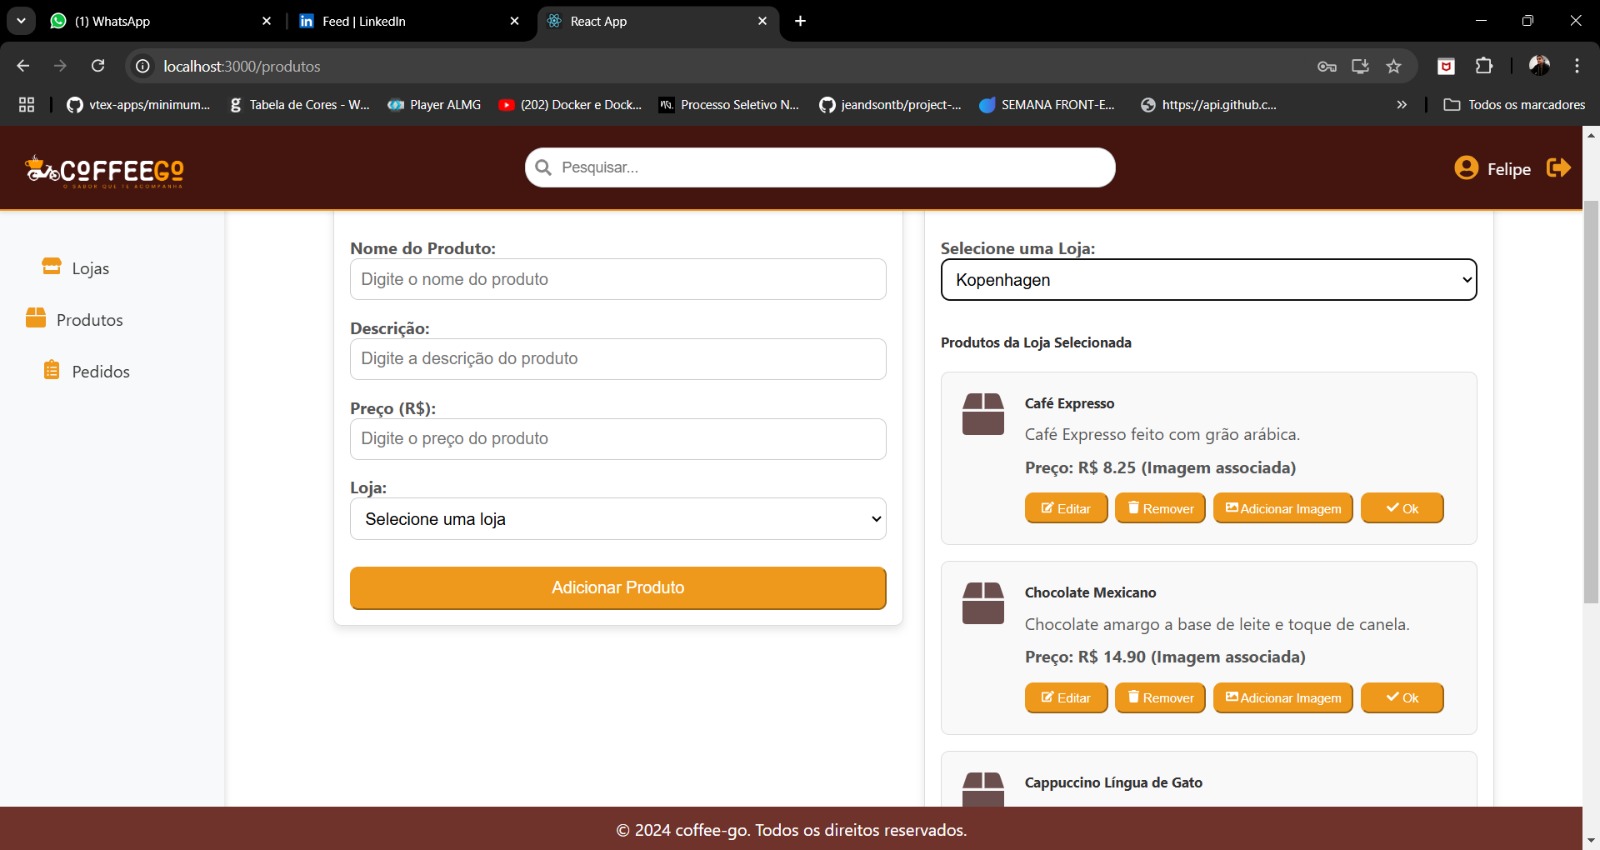 (1) WhatsApp
Feed | LinkedIn
React App
localhost:3000/produtos
vtex-apps/minimum...
Tabela de Cores - W...
Player ALMG
(202) Docker e Dock...
Processo Seletivo N...
jeandsontb/project-...
SEMANA FRONT-E...
https://api.github.c...
Todos os marcadores
COFFEEGO
O SABOR QUE TE ACOMPANHA
Pesquisar...
Felipe
Lojas
Produtos
Pedidos
Nome do Produto:
Digite o nome do produto
Descrição:
Digite a descrição do produto
Preço (R$):
Digite o preço do produto
Loja:
Selecione uma loja
Adicionar Produto
Selecione uma Loja:
Kopenhagen
Produtos da Loja Selecionada
Café Expresso
Café Expresso feito com grão arábica.
Preço: R$ 8.25 (Imagem associada)
Editar Remover Adicionar Imagem Ok
Chocolate Mexicano
Chocolate amargo a base de leite e toque de canela.
Preço: R$ 14.90 (Imagem associada)
Editar Remover Adicionar Imagem Ok
Cappuccino Língua de Gato
© 2024 coffee-go. Todos os direitos reservados.